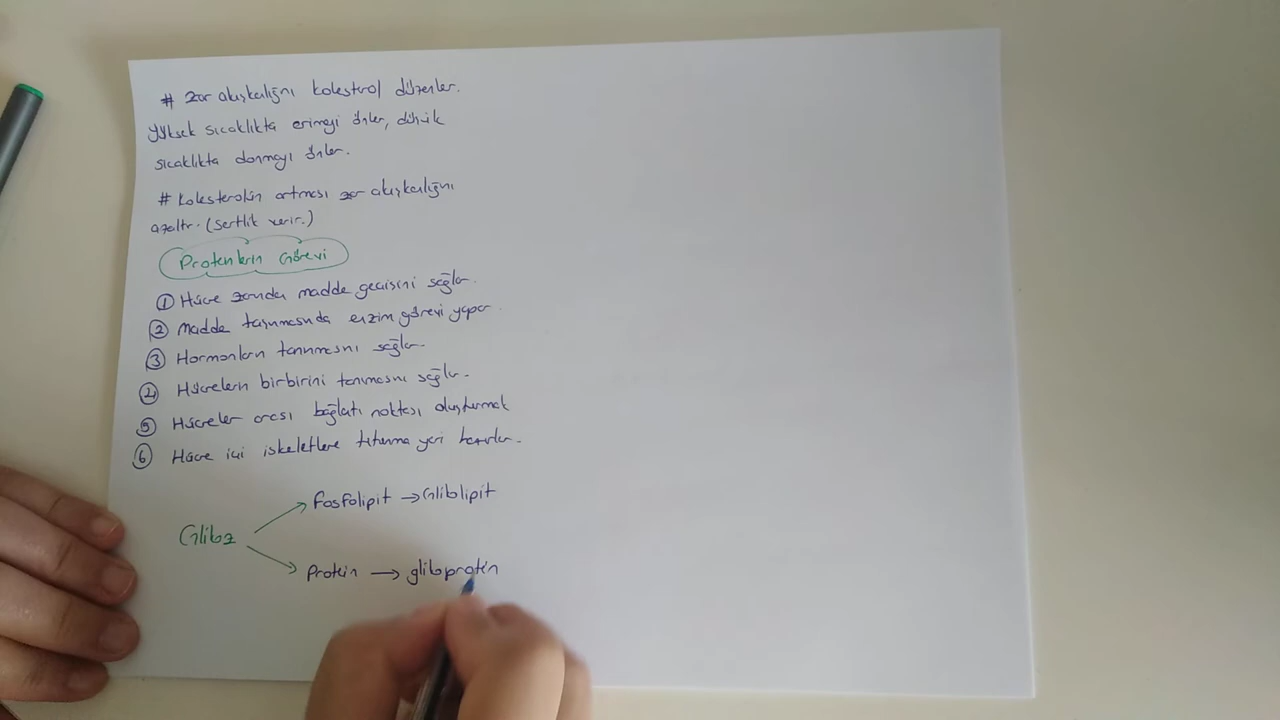 # zar akışkanlığını kolestrol düzenler.
Yüksek sıcaklıkta erimeyi önler, düşük
sıcaklıkta donmayı önler.
# Kolesterolün artması zar akışkanlığını
azaltır. (Sertlik verir.)
Proteinlerin Görevi
① Hücre zarından madde geçişini sağlar.
② Madde taşınmasında enzim görevi yapar.
③ Hormonların tanınmasını sağlar.
④ Hücrelerin birbirini tanımasını sağlar.
⑤ Hücreler arası bağlantı noktası oluşturmak
⑥ Hücre içi iskeletlere tutunma yeri hazırlar.
Glikoz
Fosfolipit → Glikolipit
Protein → glikoprotein